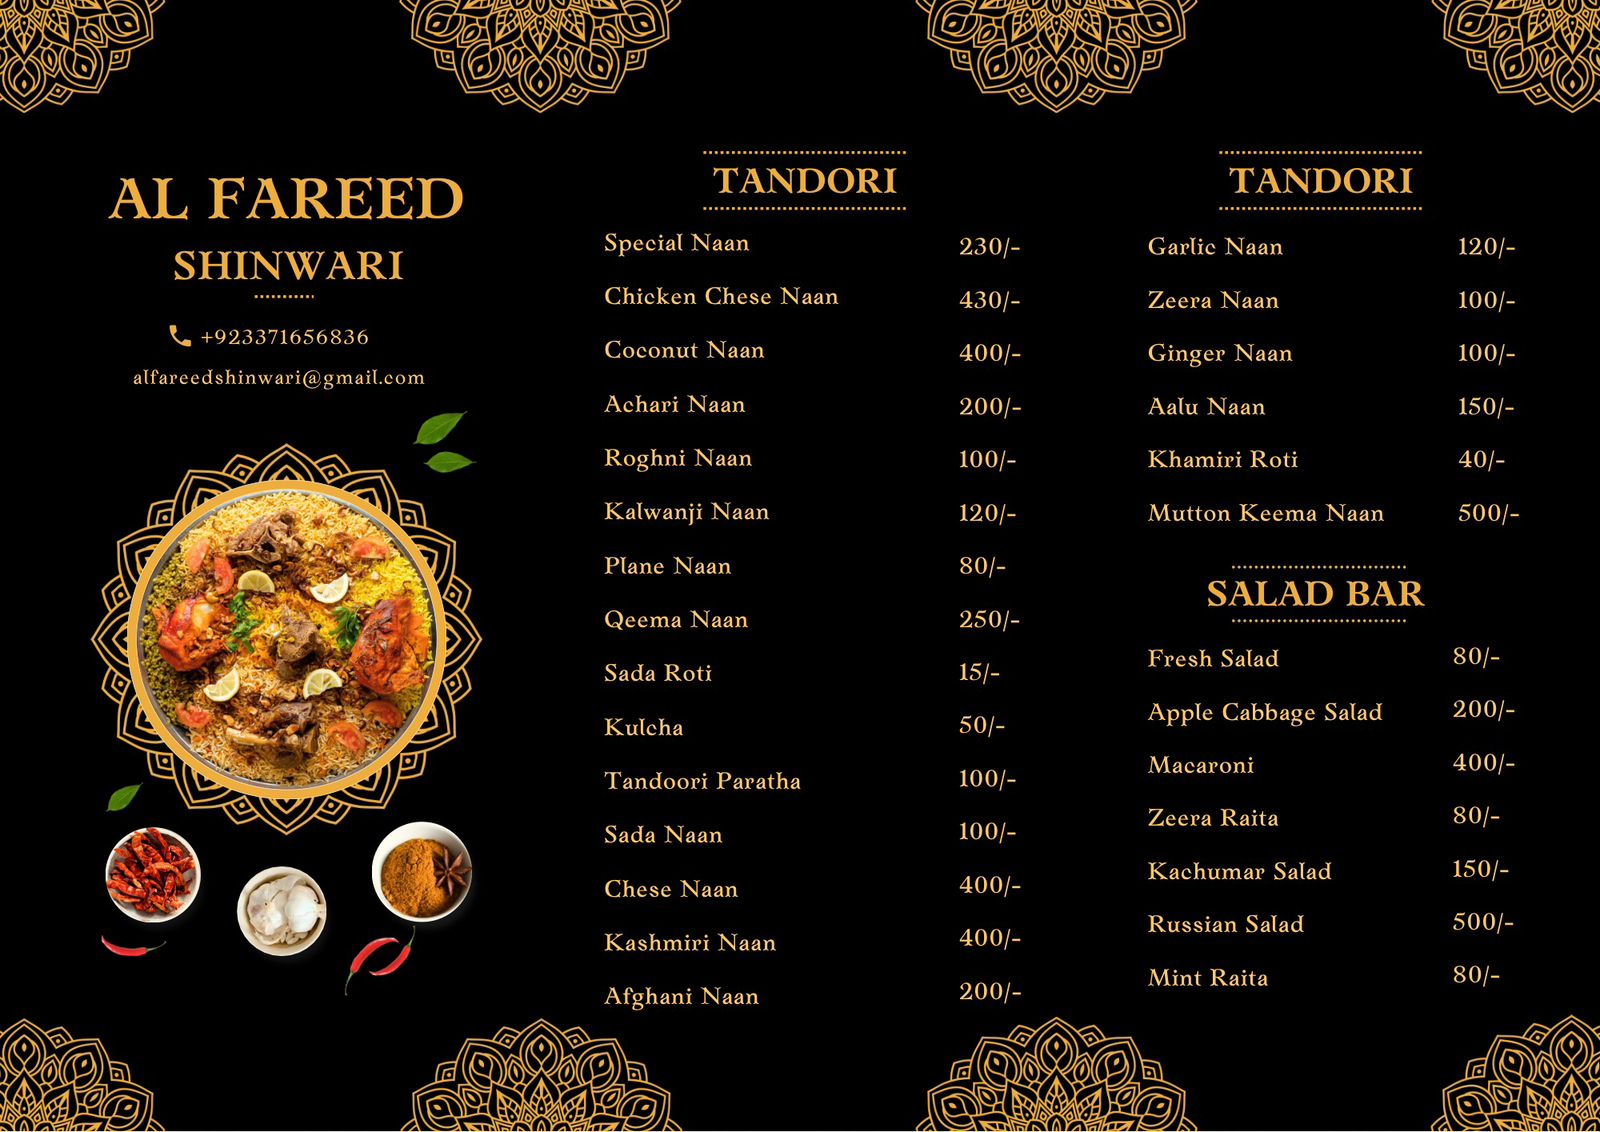 AL FAREED
SHINWARI
+923371656836
alfareedshinwari@gmail.com
TANDORI
Special Naan 230/-
Chicken Chese Naan 430/-
Coconut Naan 400/-
Achari Naan 200/-
Roghni Naan 100/-
Kalwanji Naan 120/-
Plane Naan 80/-
Qeema Naan 250/-
Sada Roti 15/-
Kulcha 50/-
Tandoori Paratha 100/-
Sada Naan 100/-
Chese Naan 400/-
Kashmiri Naan 400/-
Afghani Naan 200/-
TANDORI
Garlic Naan 120/-
Zeera Naan 100/-
Ginger Naan 100/-
Aalu Naan 150/-
Khamiri Roti 40/-
Mutton Keema Naan 500/-
SALAD BAR
Fresh Salad 80/-
Apple Cabbage Salad 200/-
Macaroni 400/-
Zeera Raita 80/-
Kachumar Salad 150/-
Russian Salad 500/-
Mint Raita 80/-